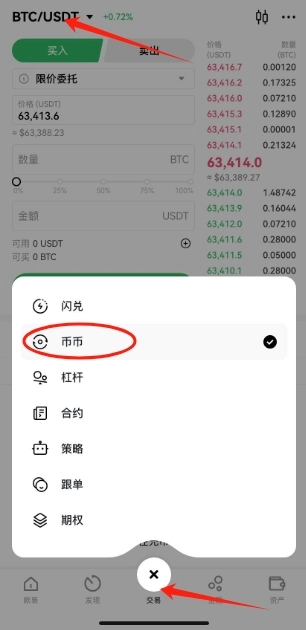 BTC/USDT +0.72%
买入 卖出
价格 (USDT) 数量 (BTC)
限价委托
价格 (USDT)
63,413.6
≈ $63,388.23
数量 BTC
0% 25% 50% 75% 100%
金额 USDT
可用 0 USDT
可买 0 BTC
63,416.7 0.00120
63,416.2 0.17325
63,416.0 0.07210
63,415.3 0.12890
63,415.1 0.00001
63,414.1 0.21324
63,414.0
≈ $63,389.27
63,414.0 1.48742
63,413.9 0.16044
63,412.0 0.07210
63,411.6 0.28000
63,411.5 0.05000
63,410.1 0.28000
闪兑
币币
杠杆
合约
策略
跟单
期权
欧易 发现 交易 资产